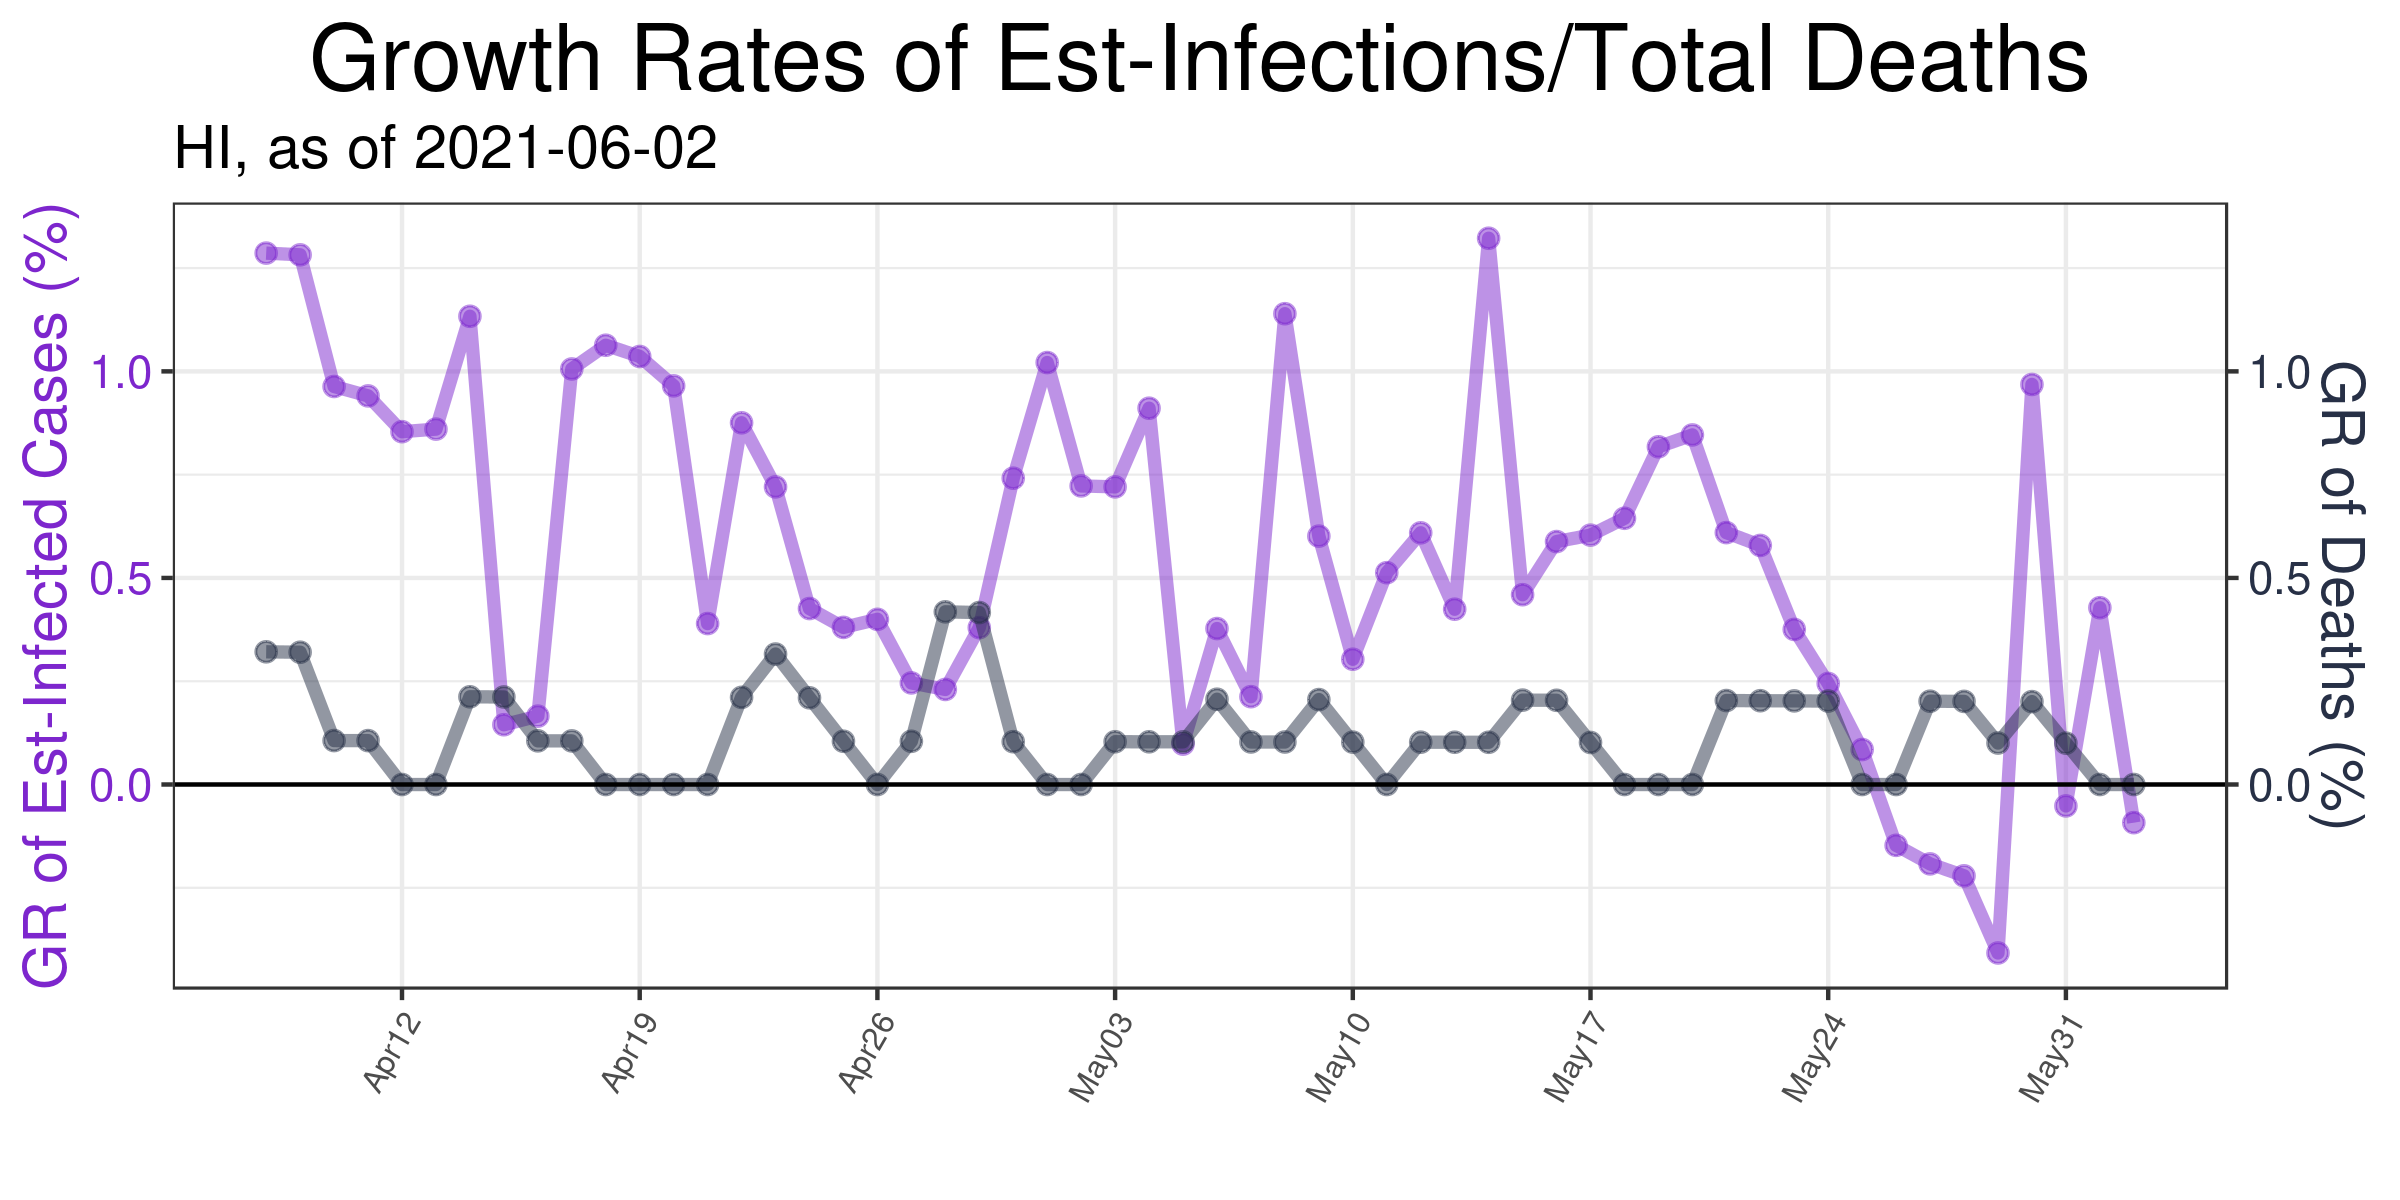 Growth Rates of Est-Infections/Total Deaths
HI, as of 2021-06-02
GR of Est-Infected Cases (%)
1.0
0.5
0.0
1.0
0.5
0.0
GR of Deaths (%)
Apr12
Apr19
Apr26
May03
May10
May17
May24
May31